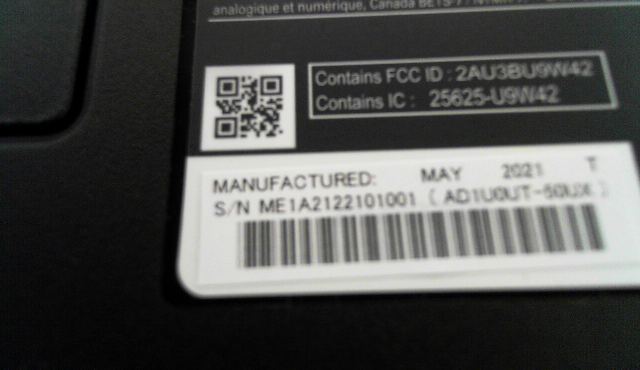 analogique et numérique, Canada
Contains FCC ID : 2AU3BU9W42
Contains IC : 25625-U9W42
MANUFACTURED: MAY 2021 T
S/N ME1A2122101001